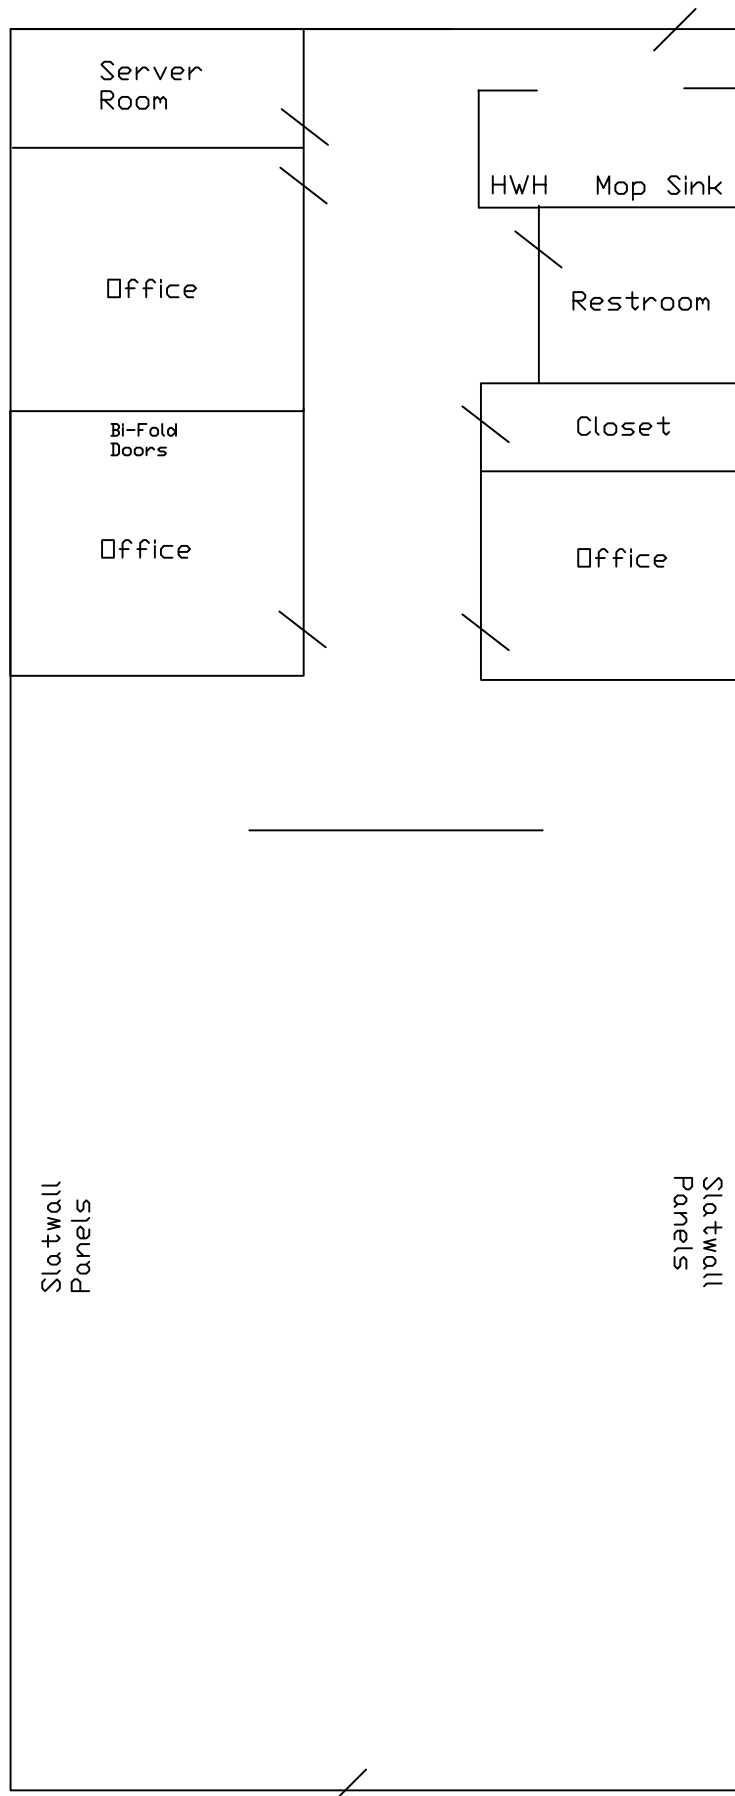 Server
Room
HWH
Mop Sink
Office
Restroom
Bi-Fold
Doors
Closet
Office
Office
Slatwall
Panels
Slatwall
Panels